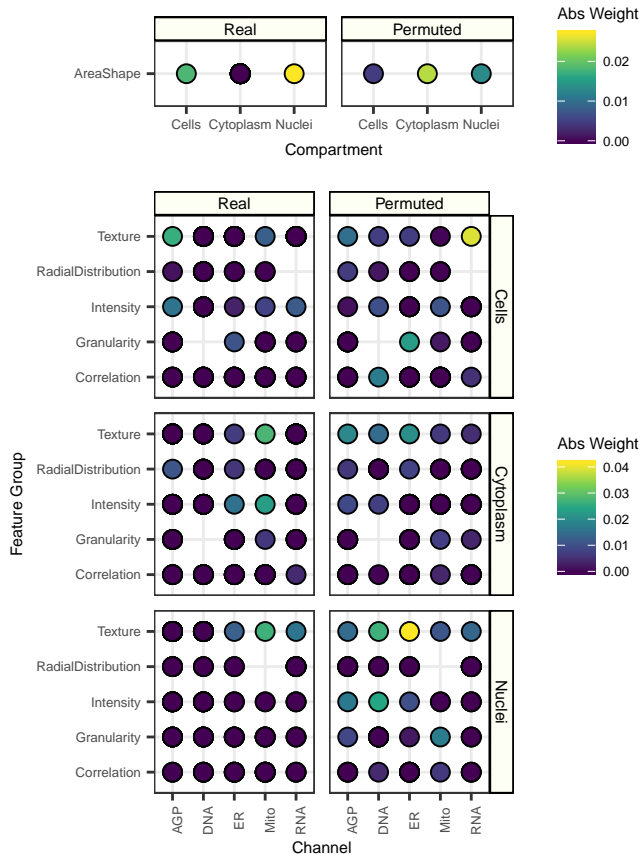 Real Permuted
AreaShape
Cells Cytoplasm Nuclei Cells Cytoplasm Nuclei
Compartment
Abs Weight
0.02
0.01
0.00
Real Permuted
Texture
RadialDistribution
Intensity
Granularity
Correlation
Cells
Texture
RadialDistribution
Intensity
Granularity
Correlation
Cytoplasm
Texture
RadialDistribution
Intensity
Granularity
Correlation
Nuclei
Feature Group
AGP DNA ER Mito RNA AGP DNA ER Mito RNA
Channel
Abs Weight
0.04
0.03
0.02
0.01
0.00